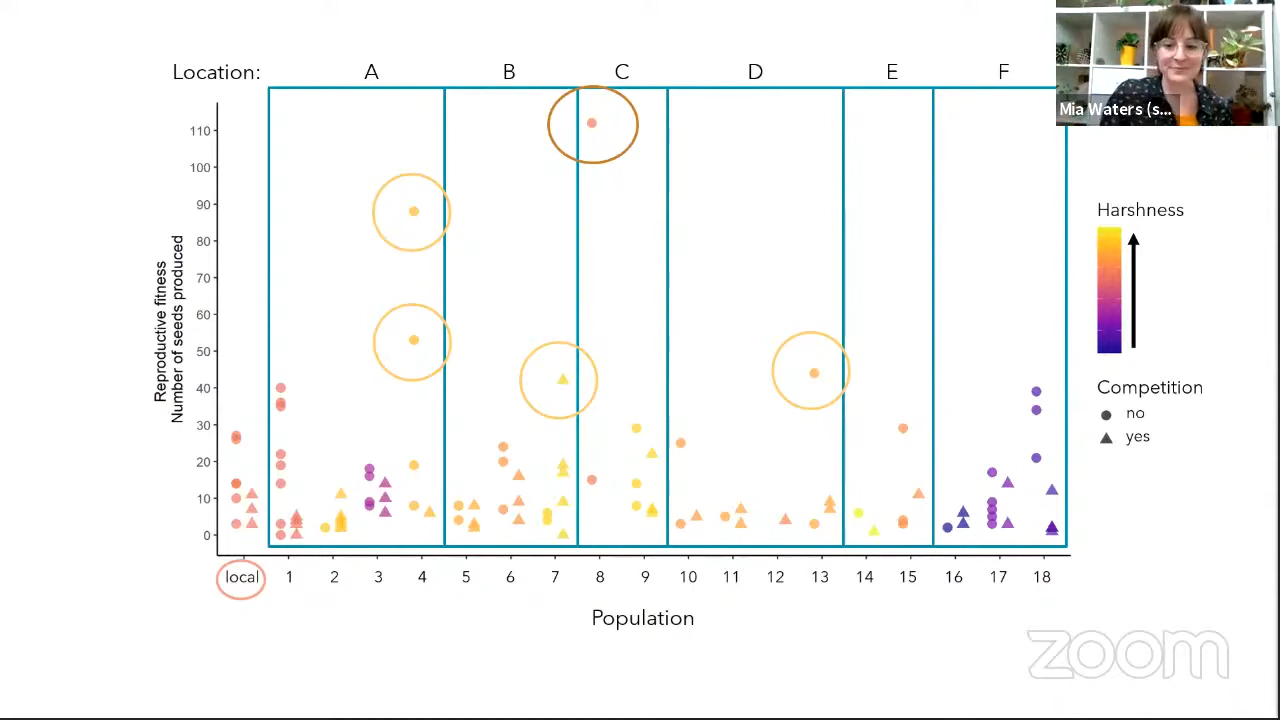 Location: A B C D E F
Mia Waters (s...
110
100
90
80
70
60
50
40
30
20
10
0
Reproductive fitness
Number of seeds produced
Harshness
Competition
no
yes
local 1 2 3 4 5 6 7 8 9 10 11 12 13 14 15 16 17 18
Population
zoom